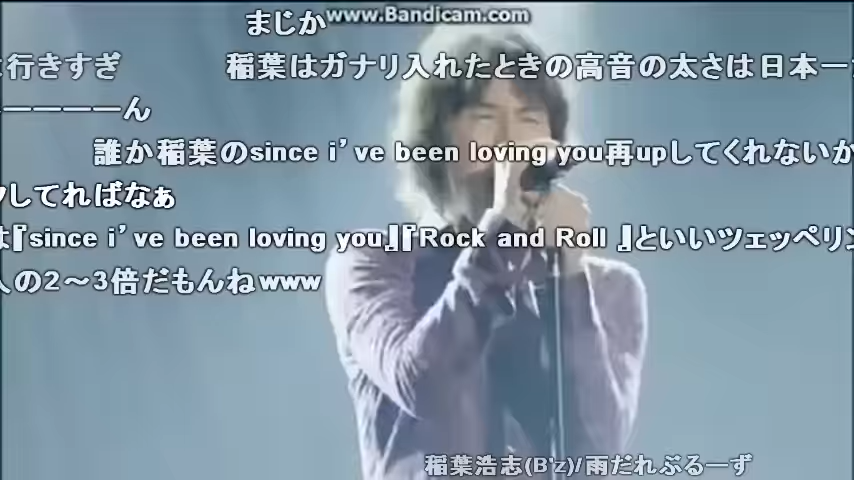 まじか www.Bandicam.com
行きすぎ 稲葉はガナリ入れたときの高音の太さは日本一
ーーーーーん
誰か稲葉のsince i've been loving you再upしてくれないか
してればなぁ
『since i've been loving you』『Rock and Roll 』といいツェッペリン
の2～3倍だもんねwww
稲葉浩志(B'z)/雨だれぶるーず